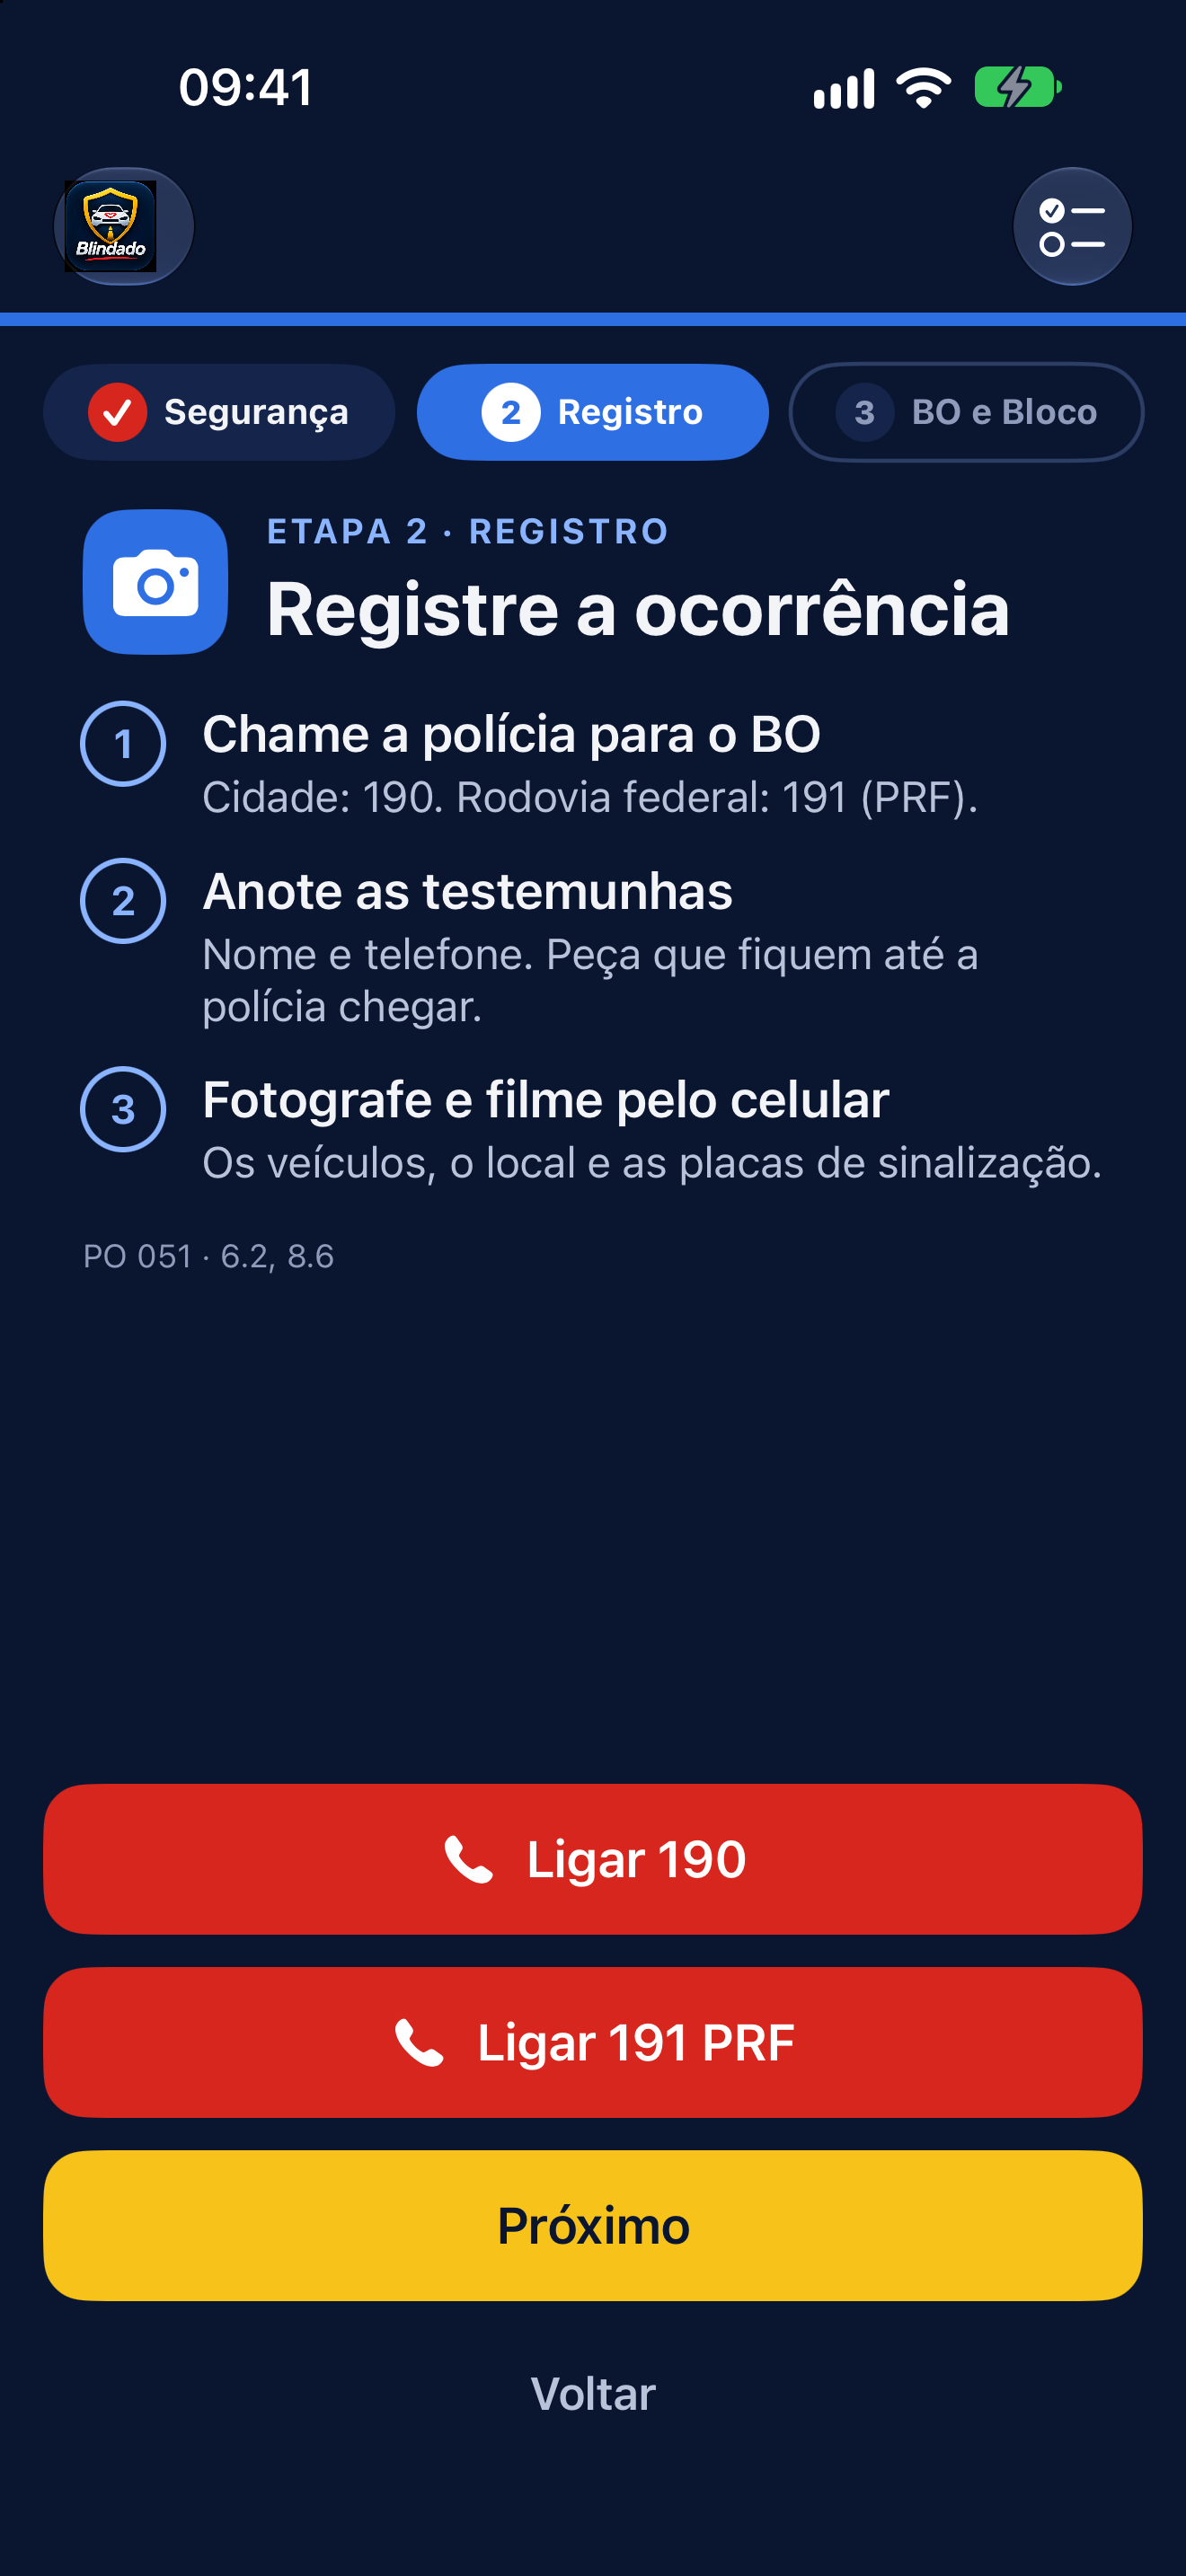 09:41
Blindado
Segurança
2 Registro
3 BO e Bloco
ETAPA 2 · REGISTRO
Registre a ocorrência
1 Chame a polícia para o BO
Cidade: 190. Rodovia federal: 191 (PRF).
2 Anote as testemunhas
Nome e telefone. Peça que fiquem até a
polícia chegar.
3 Fotografe e filme pelo celular
Os veículos, o local e as placas de sinalização.
PO 051 · 6.2, 8.6
Ligar 190
Ligar 191 PRF
Próximo
Voltar